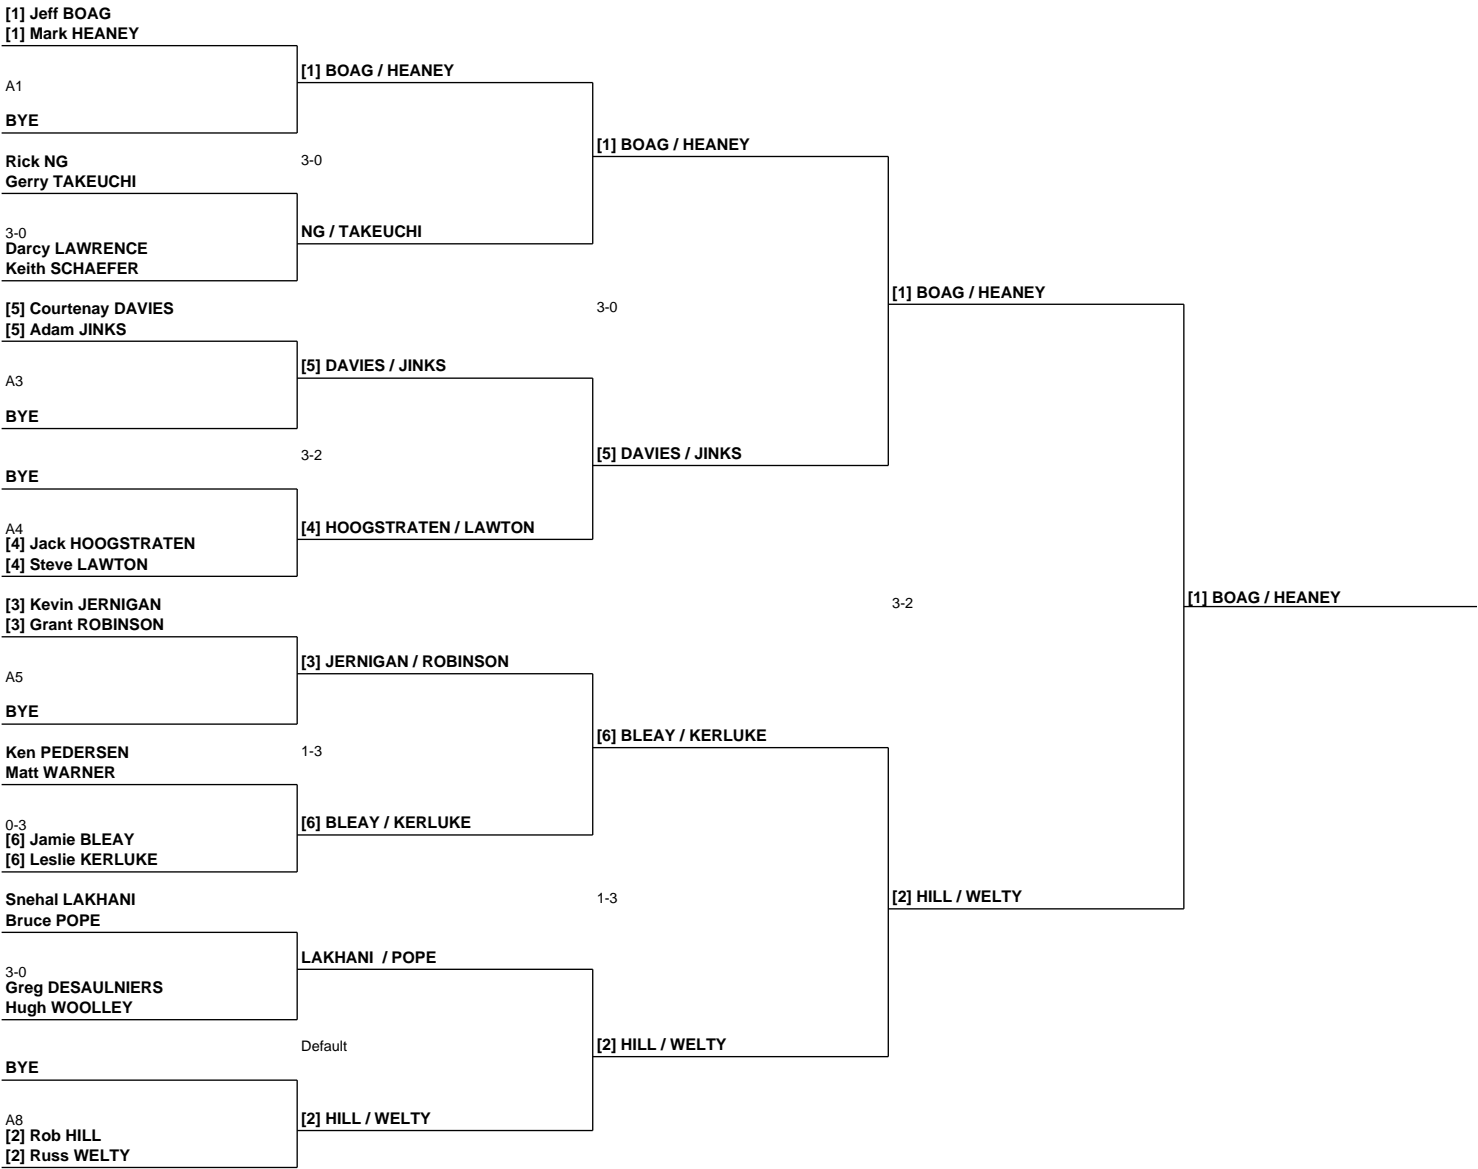 [1] Jeff BOAG
[1] Mark HEANEY
[1] BOAG / HEANEY
A1
BYE
[1] BOAG / HEANEY
Rick NG
3-0
Gerry TAKEUCHI
NG / TAKEUCHI
3-0
Darcy LAWRENCE
Keith SCHAEFER
[1] BOAG / HEANEY
[5] Courtenay DAVIES
3-0
[5] Adam JINKS
[5] DAVIES / JINKS
A3
BYE
3-2
[5] DAVIES / JINKS
BYE
A4
[4] HOOGSTRATEN / LAWTON
[4] Jack HOOGSTRATEN
[4] Steve LAWTON
[1] BOAG / HEANEY
[3] Kevin JERNIGAN
3-2
[3] Grant ROBINSON
[3] JERNIGAN / ROBINSON
A5
BYE
[6] BLEAY / KERLUKE
Ken PEDERSEN
1-3
Matt WARNER
[6] BLEAY / KERLUKE
0-3
[6] Jamie BLEAY
[6] Leslie KERLUKE
[2] HILL / WELTY
Snehal LAKHANI
1-3
Bruce POPE
LAKHANI / POPE
3-0
Greg DESAULNIERS
Hugh WOOLLEY
Default
[2] HILL / WELTY
BYE
A8
[2] HILL / WELTY
[2] Rob HILL
[2] Russ WELTY